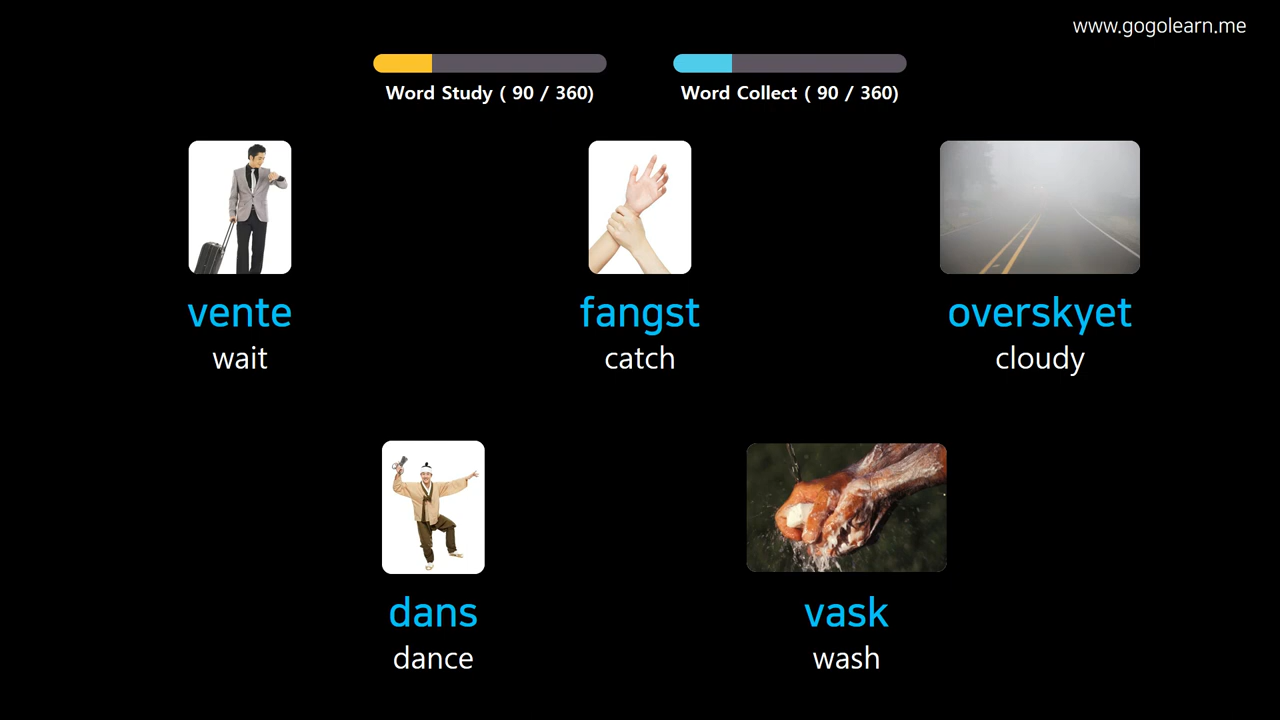 www.gogolearn.me
Word Study ( 90 / 360)
Word Collect ( 90 / 360)
vente
wait
fangst
catch
overskyet
cloudy
dans
dance
vask
wash